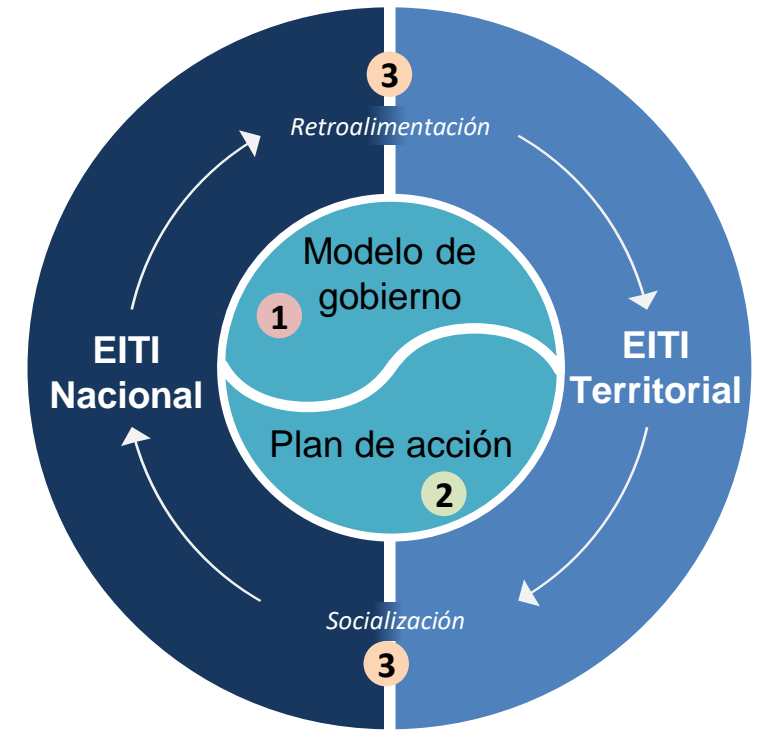 3
Retroalimentación
Modelo de
gobierno
1
EITI
Nacional
EITI
Territorial
Plan de acción
2
Socialización
3